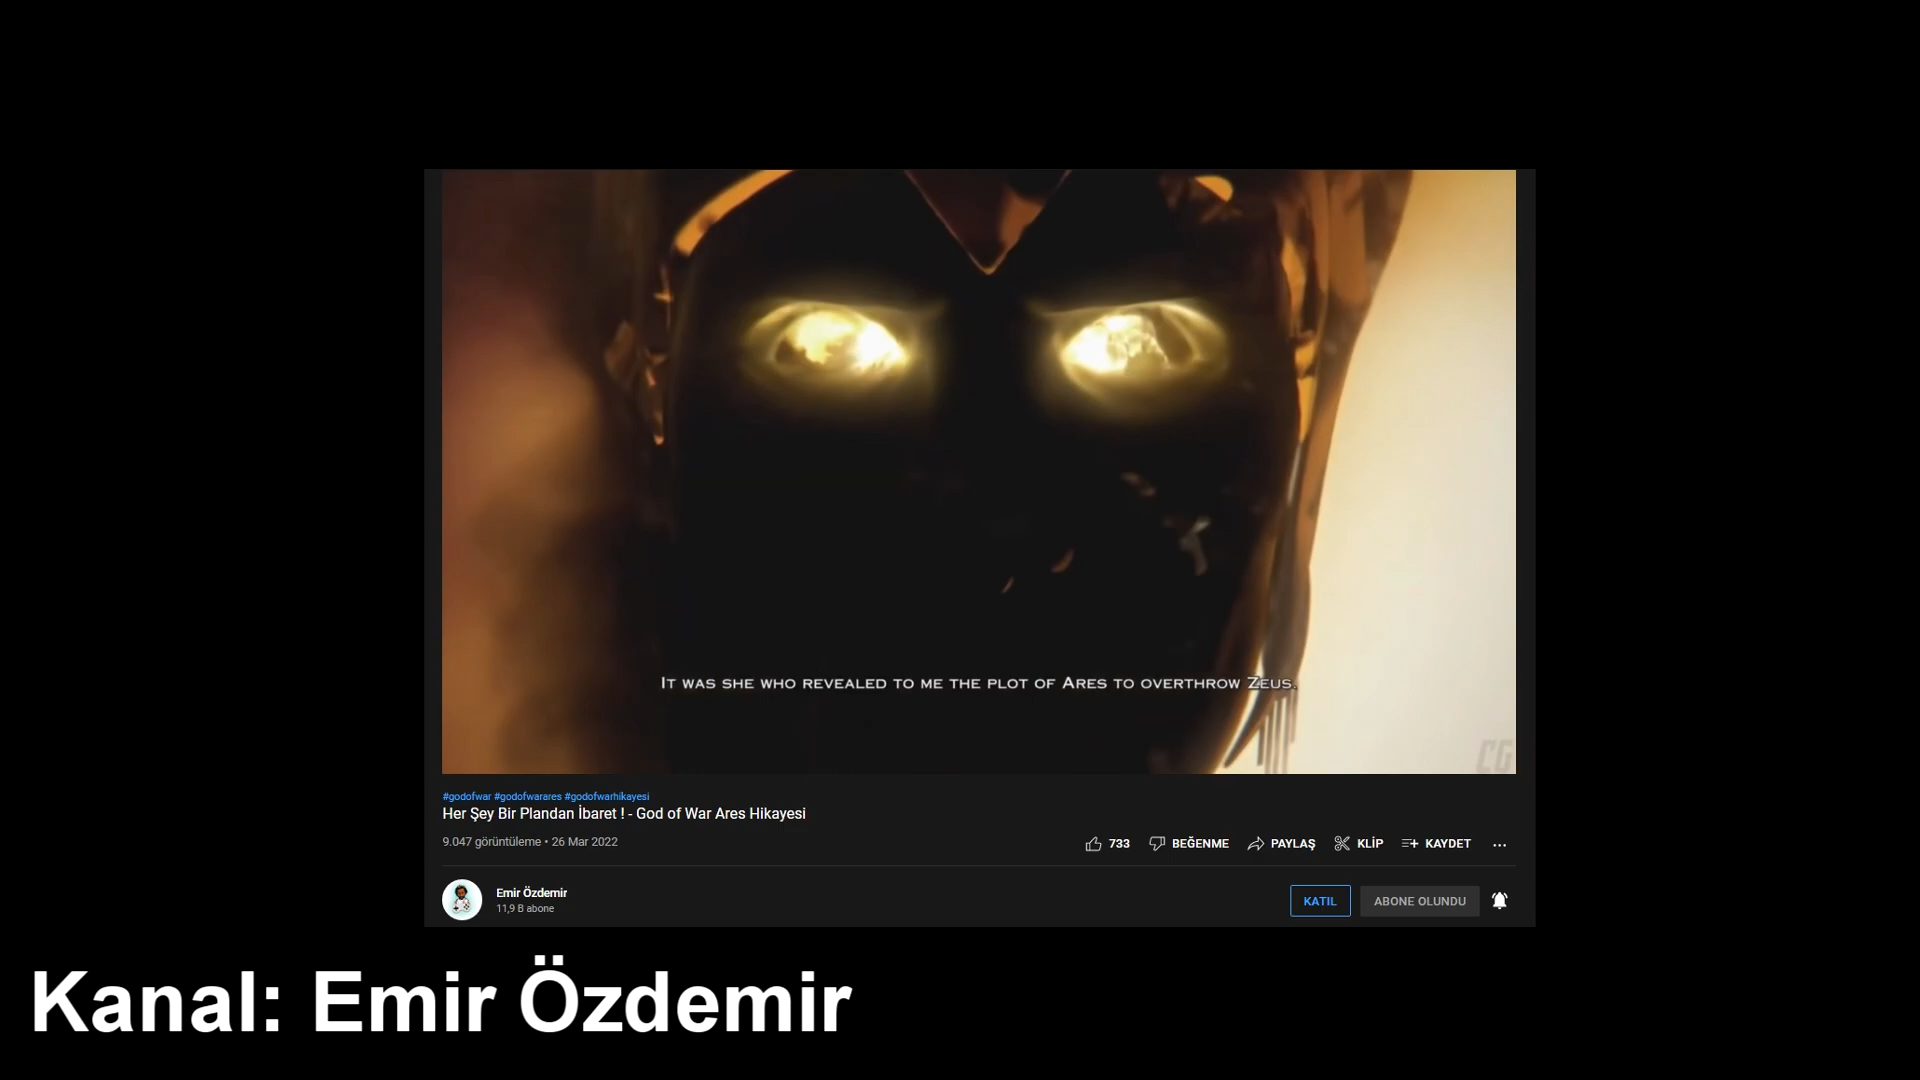 IT WAS SHE WHO REVEALED TO ME THE PLOT OF ARES TO OVERTHROW ZEUS.
CG
#godofwar #godofwarares #godofwarhikayesi
Her Şey Bir Plandan İbaret ! - God of War Ares Hikayesi
9.047 görüntüleme • 26 Mar 2022
733 BEĞENME PAYLAŞ KLİP KAYDET ...
Emir Özdemir
11,9 B abone
KATIL ABONE OLUNDU
Kanal: Emir Özdemir